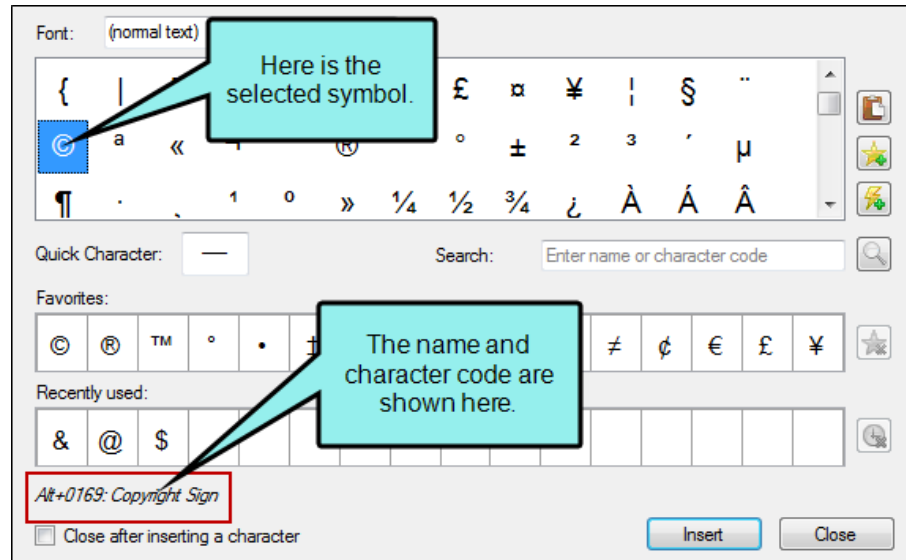 Font: (normal text)
Here is the
selected symbol.
{ | £ ¤ ¥ ¦ § ¨
© ª « ® ° ± ² ³ ´ µ
¶ · ¸ ¹ º » ¼ ½ ¾ ¿ À Á Â
Quick Character: — Search: Enter name or character code
Favorites:
© ® ™ ° • ≠ ¢ € £ ¥
The name and
character code are
shown here.
Recently used:
& @ $
Alt+0169: Copyright Sign
Close after inserting a character
Insert Close